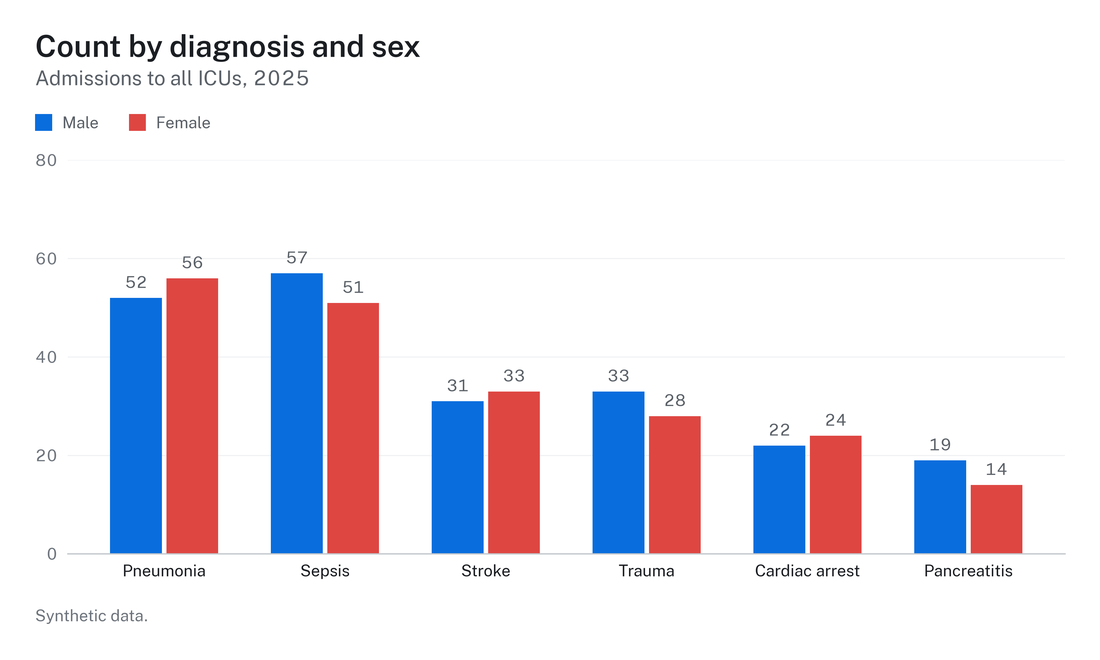 Count by diagnosis and sex
Admissions to all ICUs, 2025
Male Female
80
60
40
20
0
52 56 57 51 31 33 33 28 22 24 19 14
Pneumonia Sepsis Stroke Trauma Cardiac arrest Pancreatitis
Synthetic data.